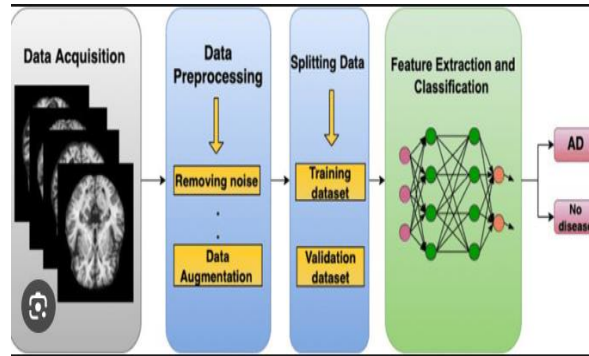 Data Acquisition
Data
Preprocessing
Removing noise
.
.
Data
Augmentation
Splitting Data
Training
dataset
Validation
dataset
Feature Extraction and
Classification
AD
No
disease